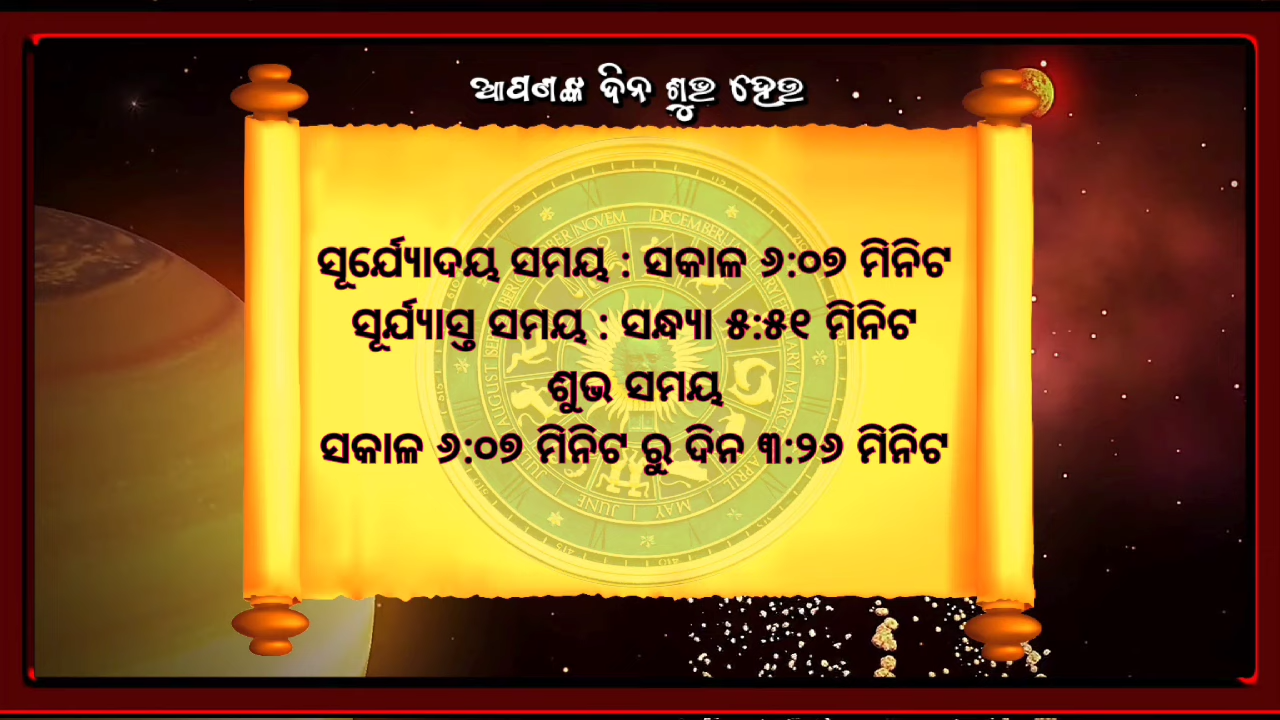 ଆପଣଙ୍କ ଦିନ ଶୁଭ ହେଉ
ସୂର୍ଯ୍ୟୋଦୟ ସମୟ : ସକାଳ ୬:୦୭ ମିନିଟ
ସୂର୍ଯ୍ୟାସ୍ତ ସମୟ : ସନ୍ଧ୍ୟା ୫:୫୧ ମିନିଟ
ଶୁଭ ସମୟ
ସକାଳ ୬:୦୭ ମିନିଟ ରୁ ଦିନ ୩:୨୬ ମିନିଟ